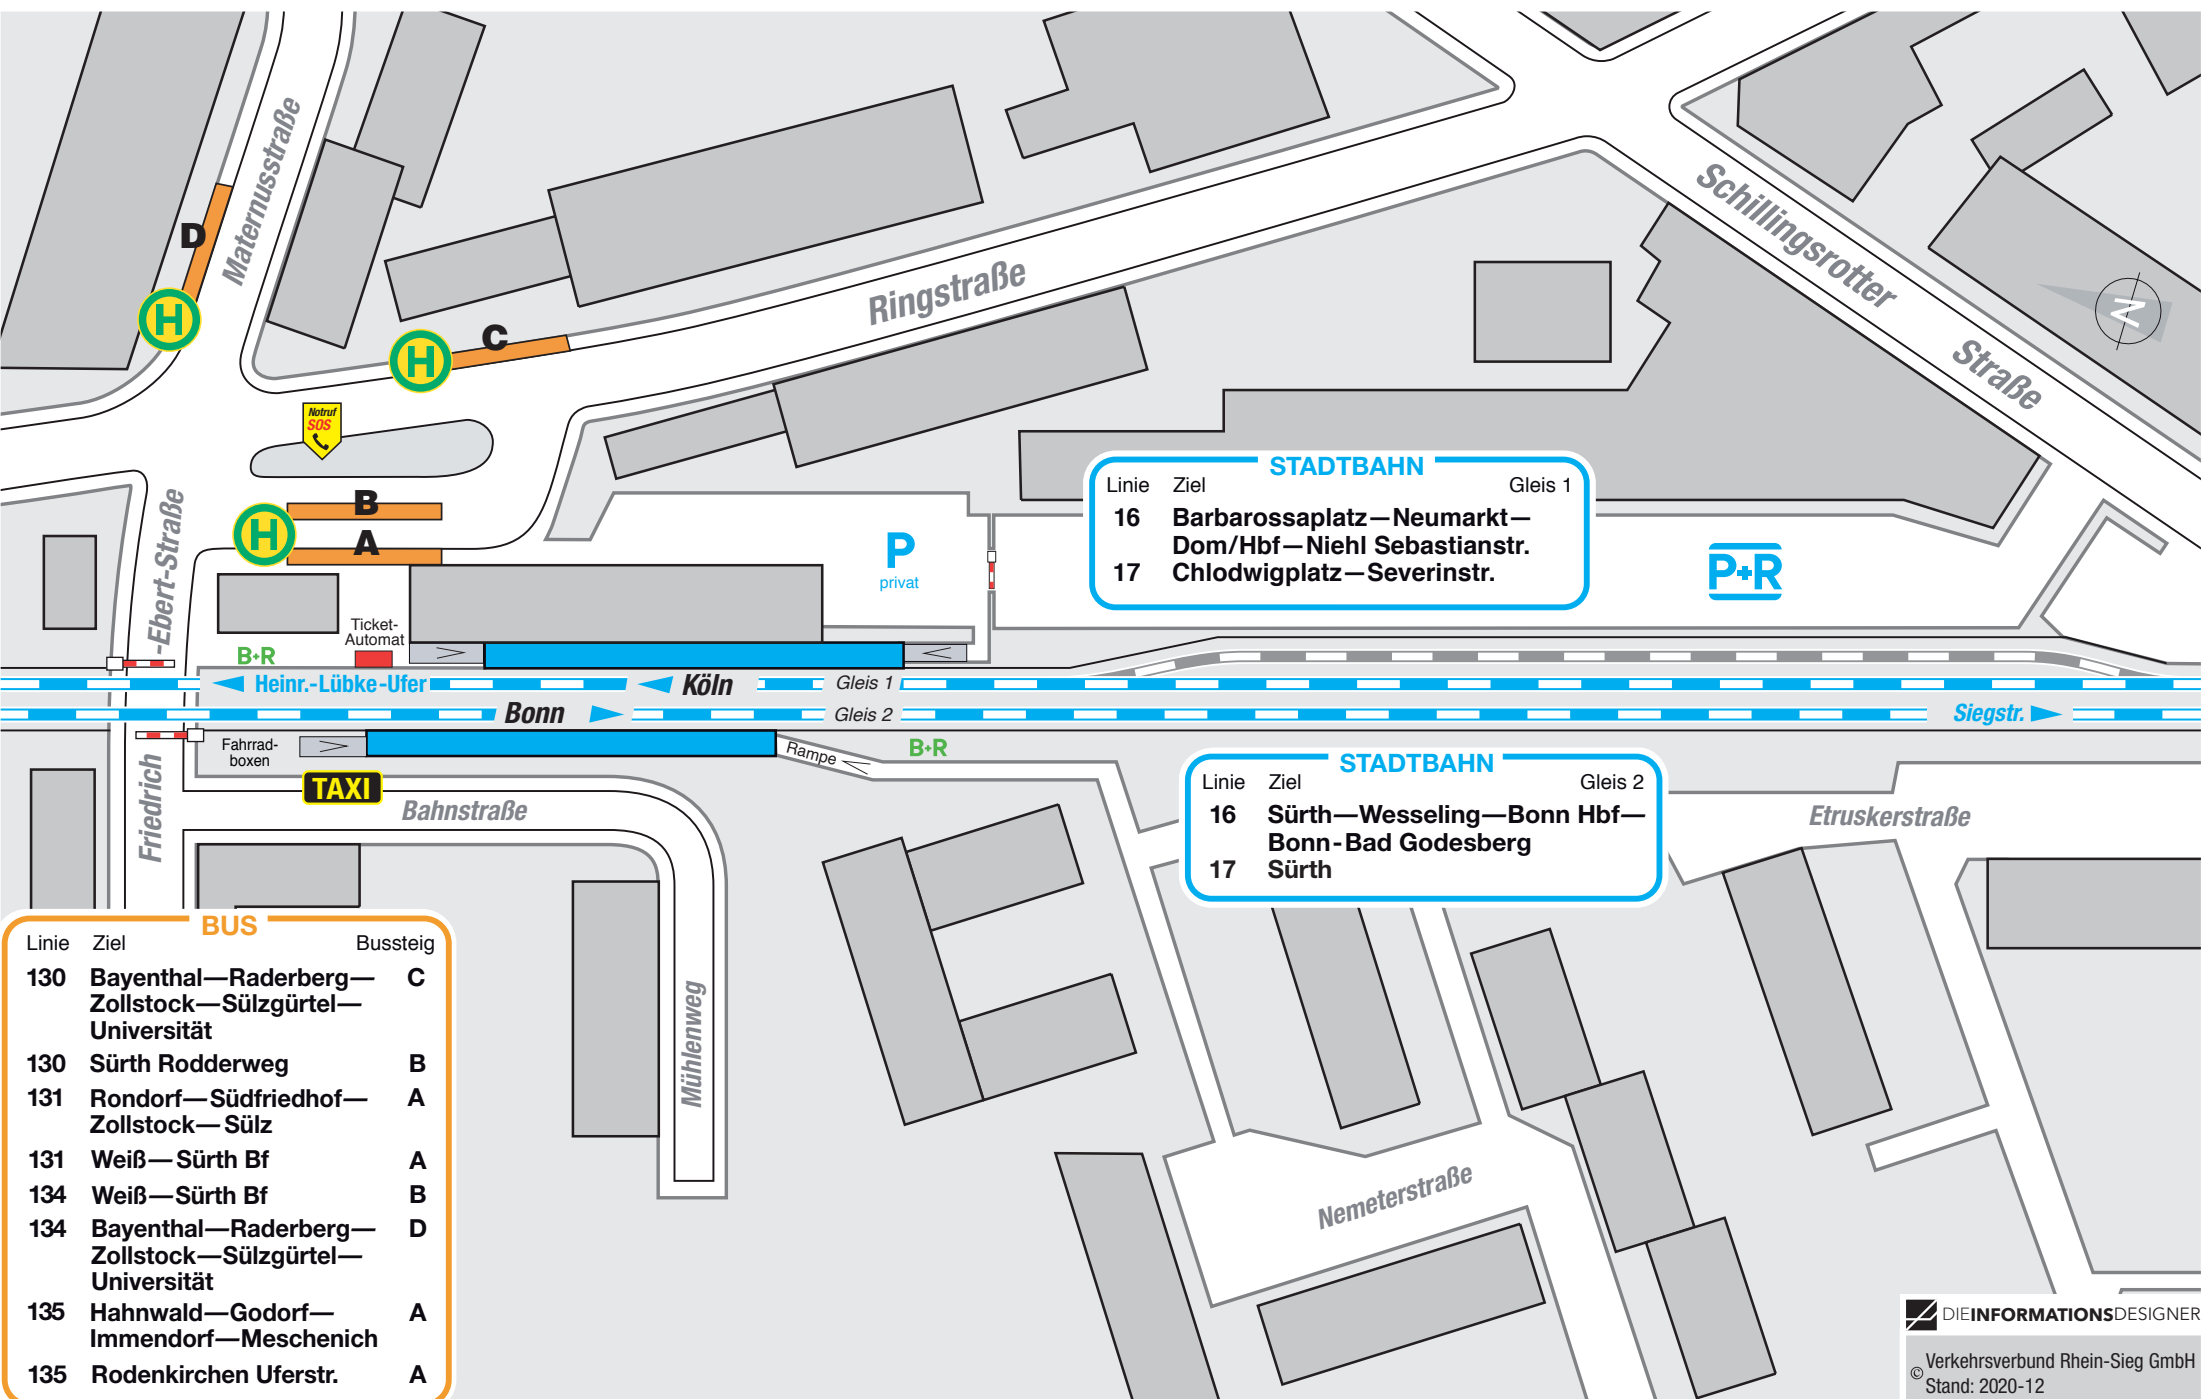 Maternusstraße
D
H
C
H
Ringstraße
Schillingsrotter
Straße
N
Notruf
SOS
-Ebert-Straße
H
B
A
P
privat
P+R
STADTBAHN
Linie Ziel Gleis 1
16 Barbarossaplatz—Neumarkt—
Dom/Hbf—Niehl Sebastianstr.
17 Chlodwigplatz—Severinstr.
Ticket-
Automat
B+R
Heinr.-Lübke-Ufer
Köln
Gleis 1
Bonn
Gleis 2
Siegstr.
Fahrrad-
boxen
Rampe
B+R
TAXI
Bahnstraße
Friedrich
Mühlenweg
STADTBAHN
Linie Ziel Gleis 2
16 Sürth—Wesseling—Bonn Hbf—
Bonn-Bad Godesberg
17 Sürth
Etruskerstraße
Nemeterstraße
BUS
Linie Ziel Bussteig
130 Bayenthal—Raderberg— C
Zollstock—Sülzgürtel—
Universität
130 Sürth Rodderweg B
131 Rondorf—Südfriedhof— A
Zollstock—Sülz
131 Weiß—Sürth Bf A
134 Weiß—Sürth Bf B
134 Bayenthal—Raderberg— D
Zollstock—Sülzgürtel—
Universität
135 Hahnwald—Godorf— A
Immendorf—Meschenich
135 Rodenkirchen Uferstr. A
DIEINFORMATIONSDESIGNER
© Verkehrsverbund Rhein-Sieg GmbH
Stand: 2020-12